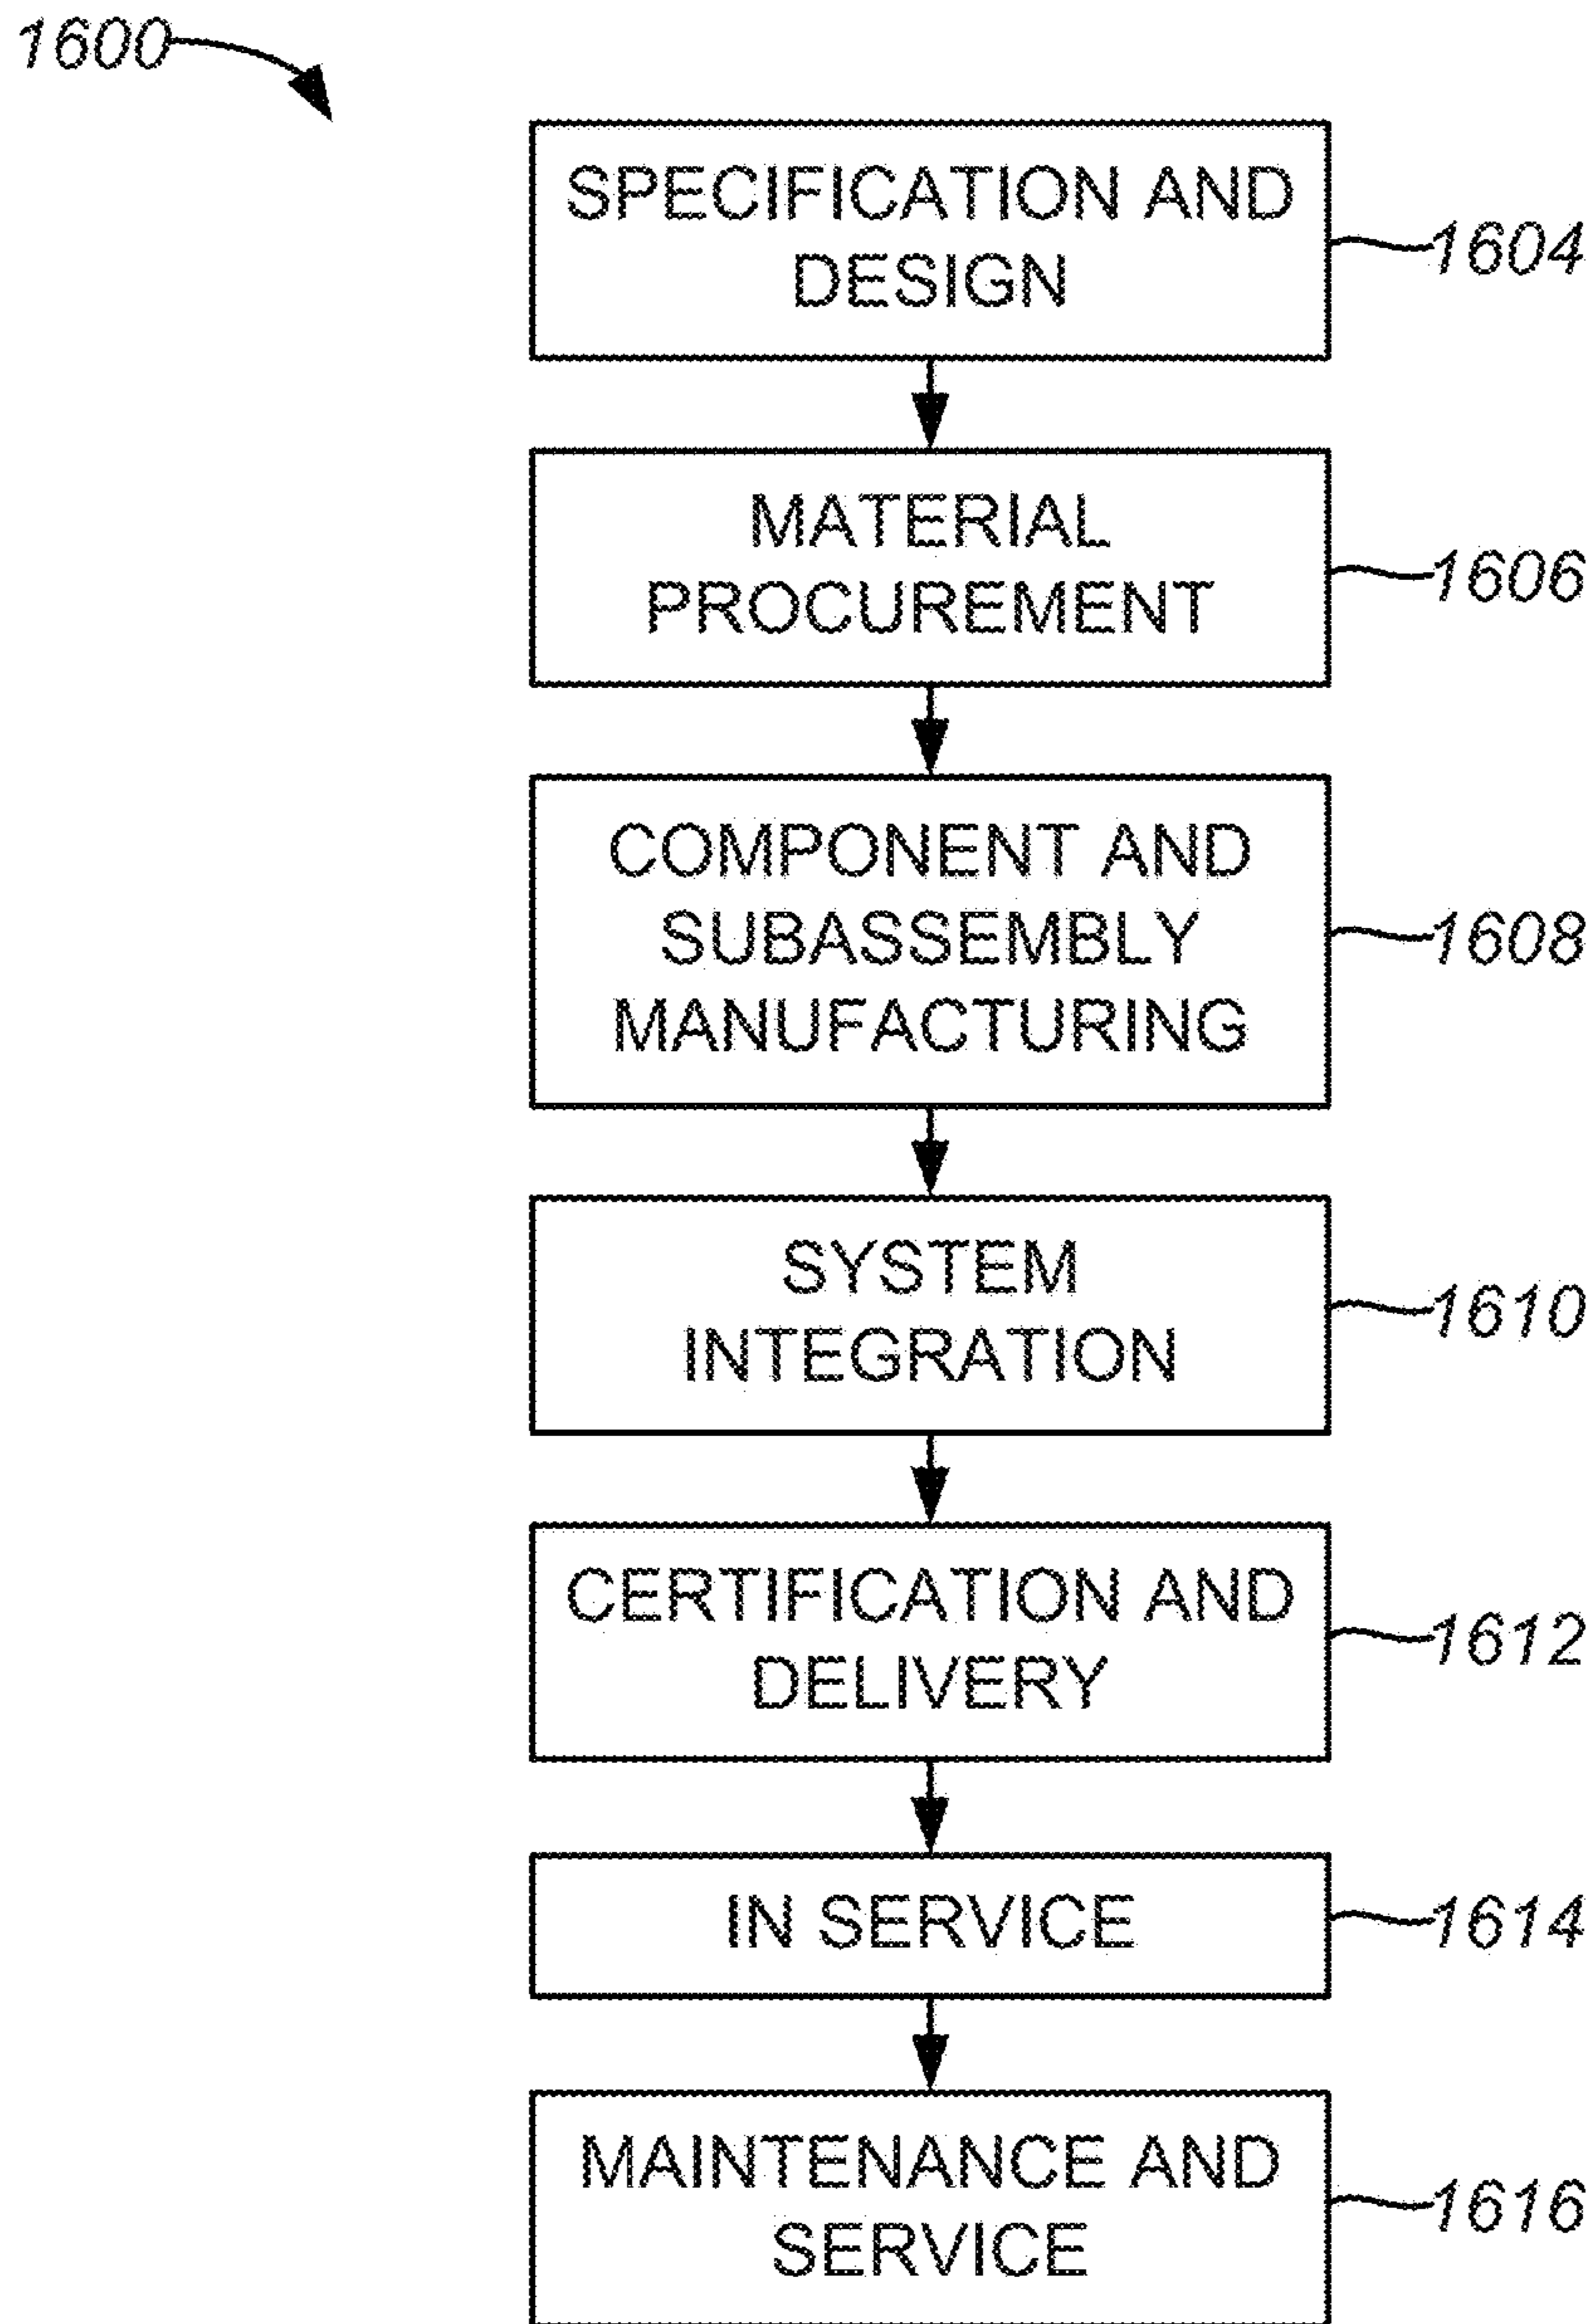 1600
SPECIFICATION AND
DESIGN
1604
MATERIAL
PROCUREMENT
1606
COMPONENT AND
SUBASSEMBLY
MANUFACTURING
1608
SYSTEM
INTEGRATION
1610
CERTIFICATION AND
DELIVERY
1612
IN SERVICE
1614
MAINTENANCE AND
SERVICE
1616